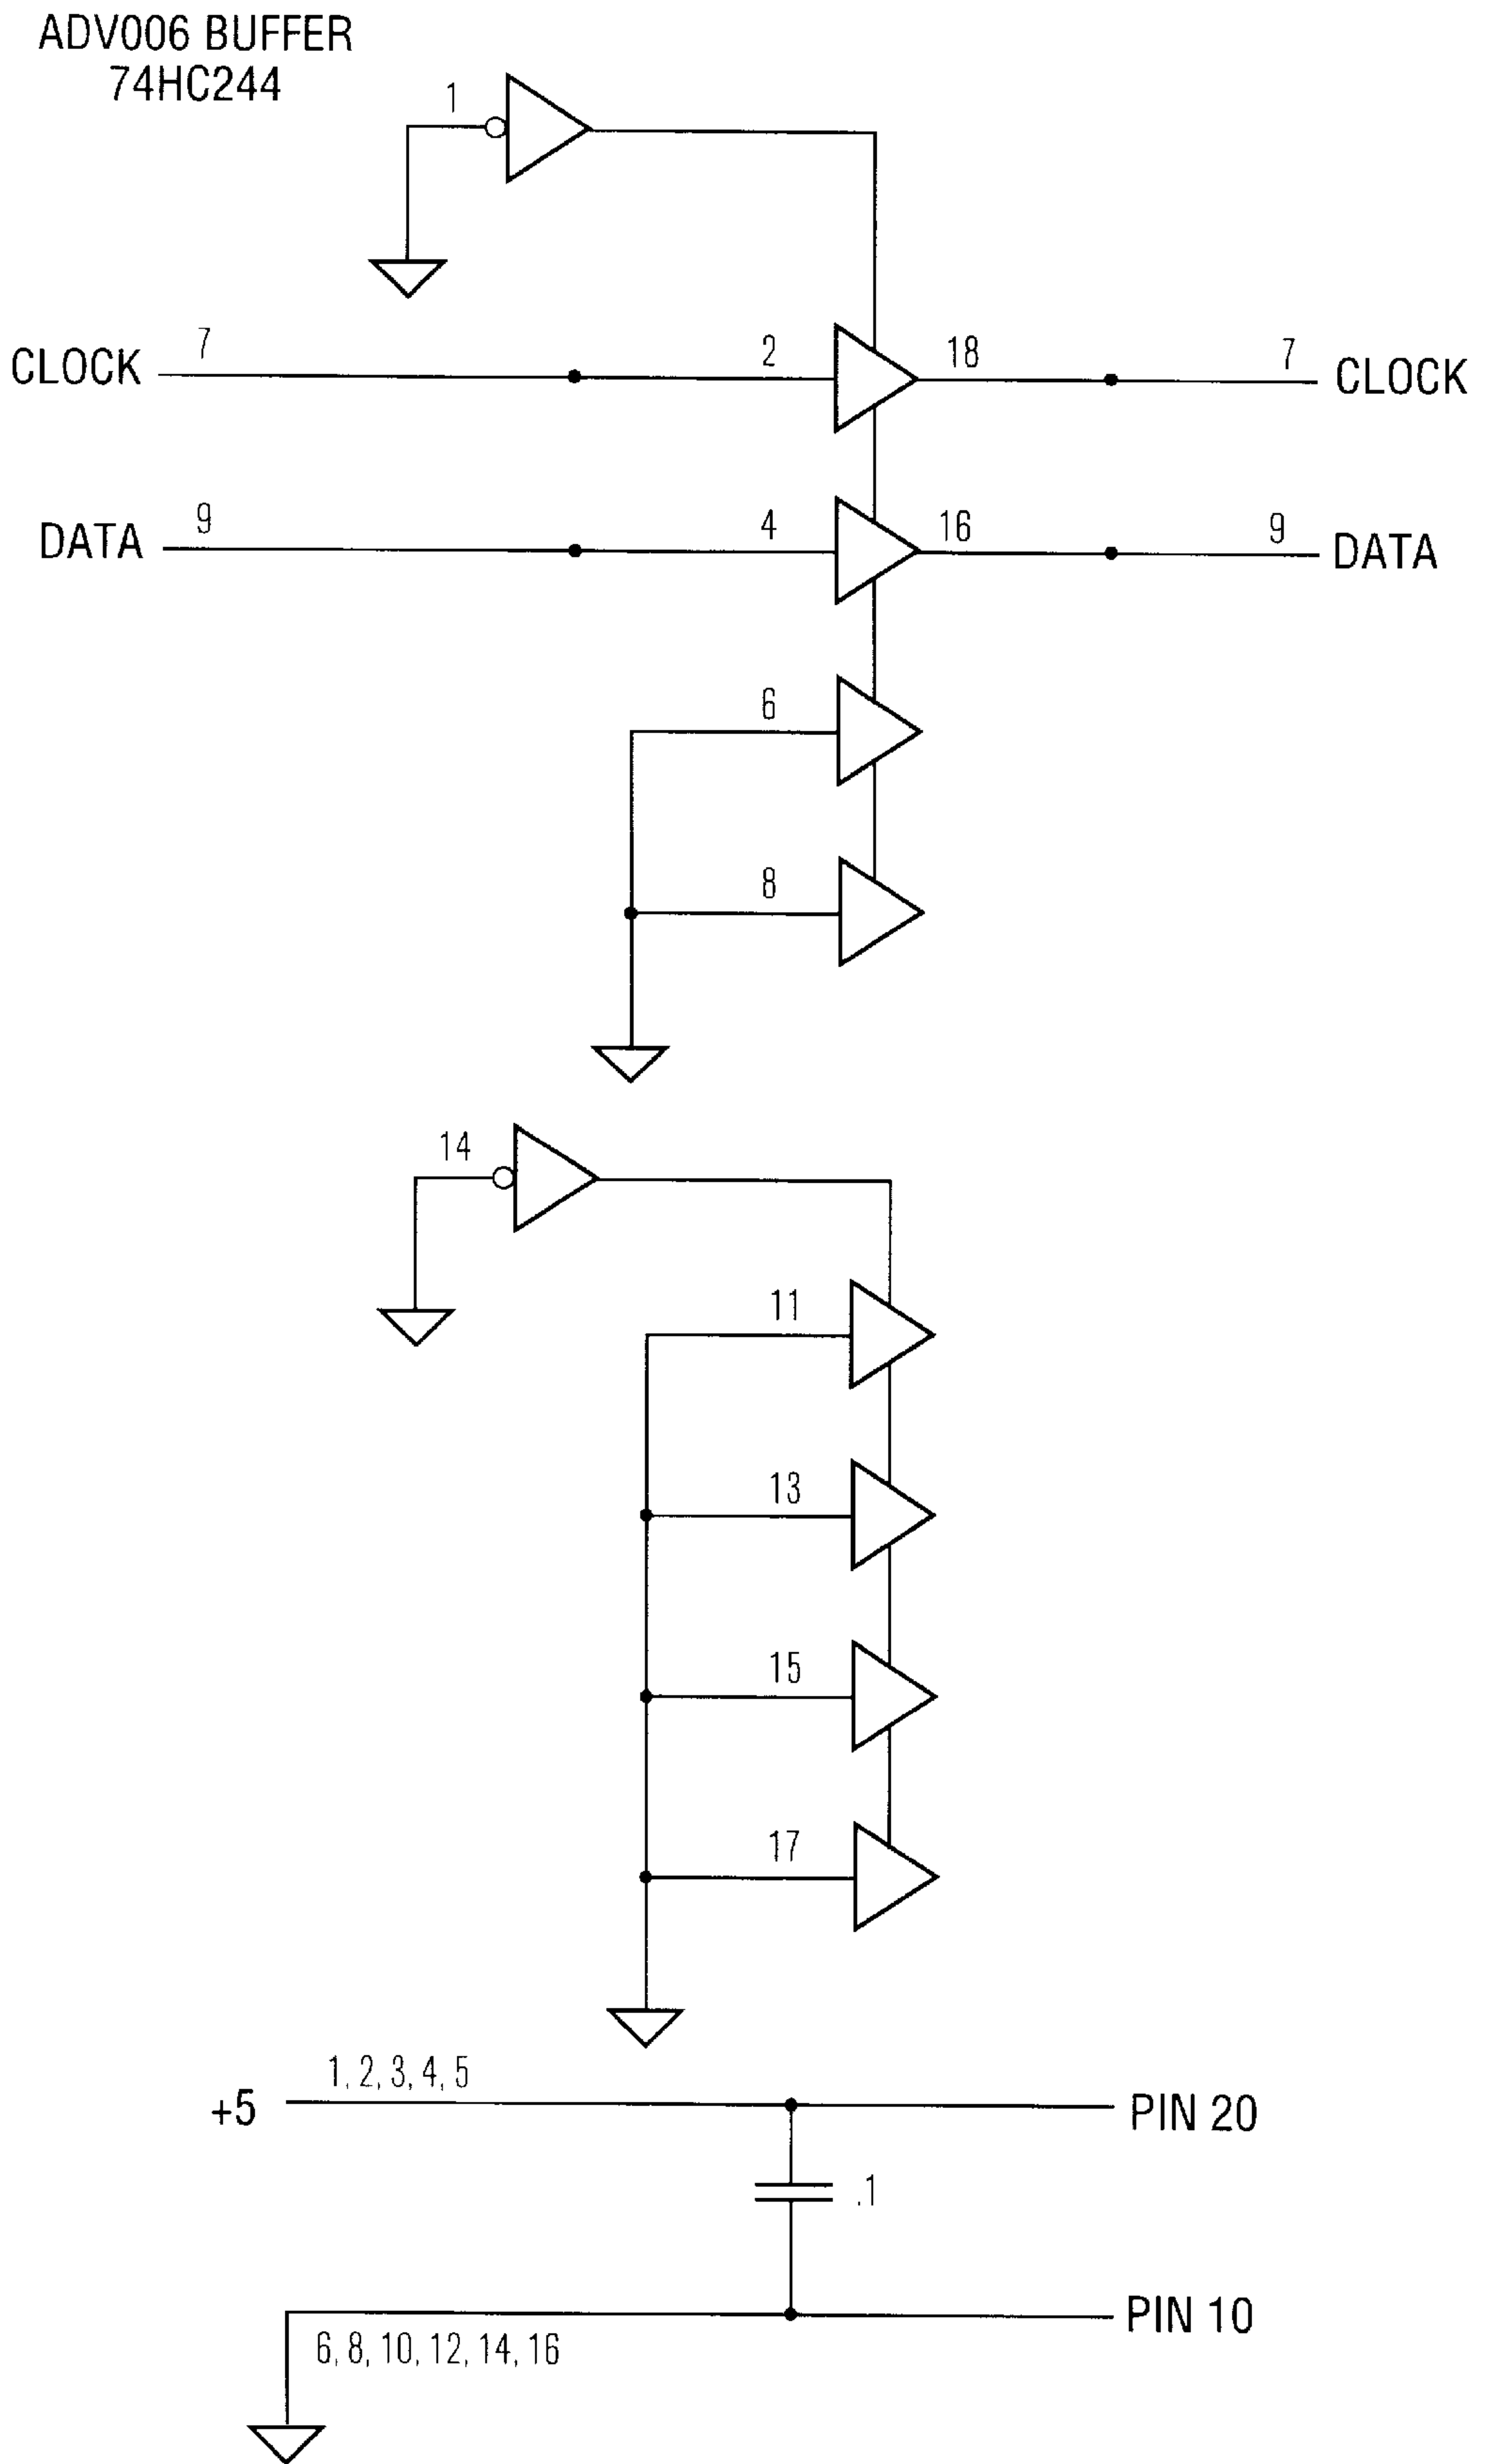 ADV006 BUFFER
74HC244
1
CLOCK 7 2 18 7 CLOCK
DATA 9 4 16 9 DATA
6
8
14
11
13
15
17
+5 1, 2, 3, 4, 5 PIN 20
.1
6, 8, 10, 12, 14, 16 PIN 10